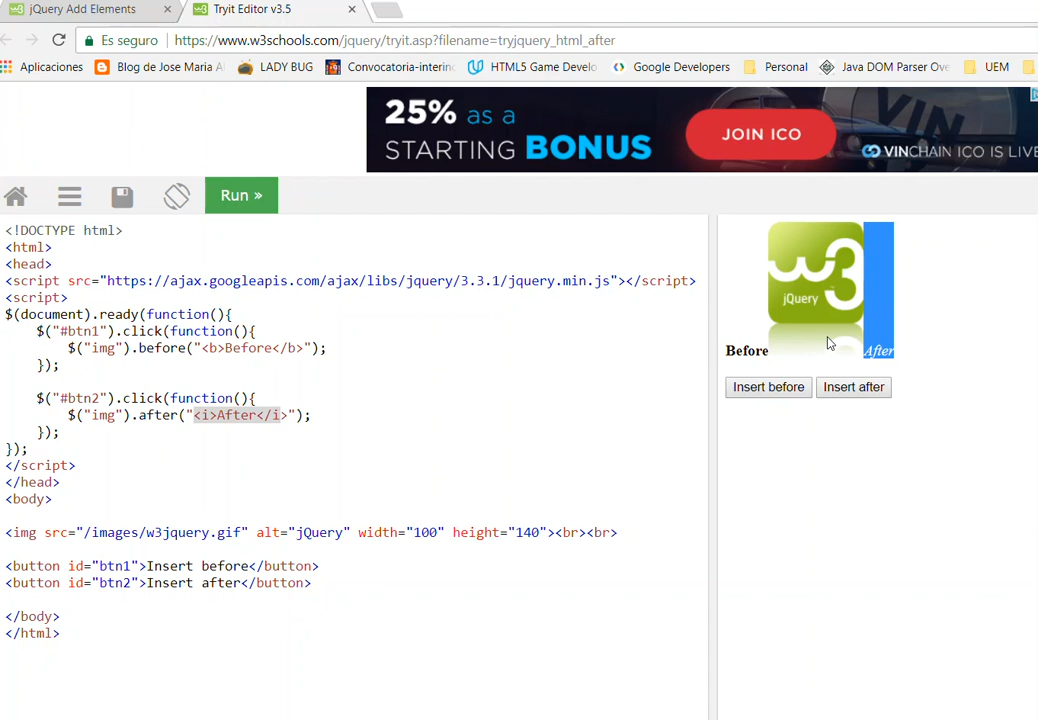 jQuery Add Elements
Tryit Editor v3.5
Es seguro | https://www.w3schools.com/jquery/tryit.asp?filename=tryjquery_html_after
Aplicaciones Blog de Jose Maria A LADY BUG Convocatoria-interin HTML5 Game Develo Google Developers Personal Java DOM Parser Ove UEM
25% as a
STARTING BONUS
JOIN ICO
VIN
VINCHAIN ICO IS LIVE
Run »
<!DOCTYPE html>
<html>
<head>
<script src="https://ajax.googleapis.com/ajax/libs/jquery/3.3.1/jquery.min.js"></script>
<script>
$(document).ready(function(){
$("#btn1").click(function(){
$("img").before("<b>Before</b>");
});
$("#btn2").click(function(){
$("img").after("<i>After</i>");
});
});
</script>
</head>
<body>
<img src="/images/w3jquery.gif" alt="jQuery" width="100" height="140"><br><br>
<button id="btn1">Insert before</button>
<button id="btn2">Insert after</button>
</body>
</html>
w3
jQuery
Before After
Insert before Insert after